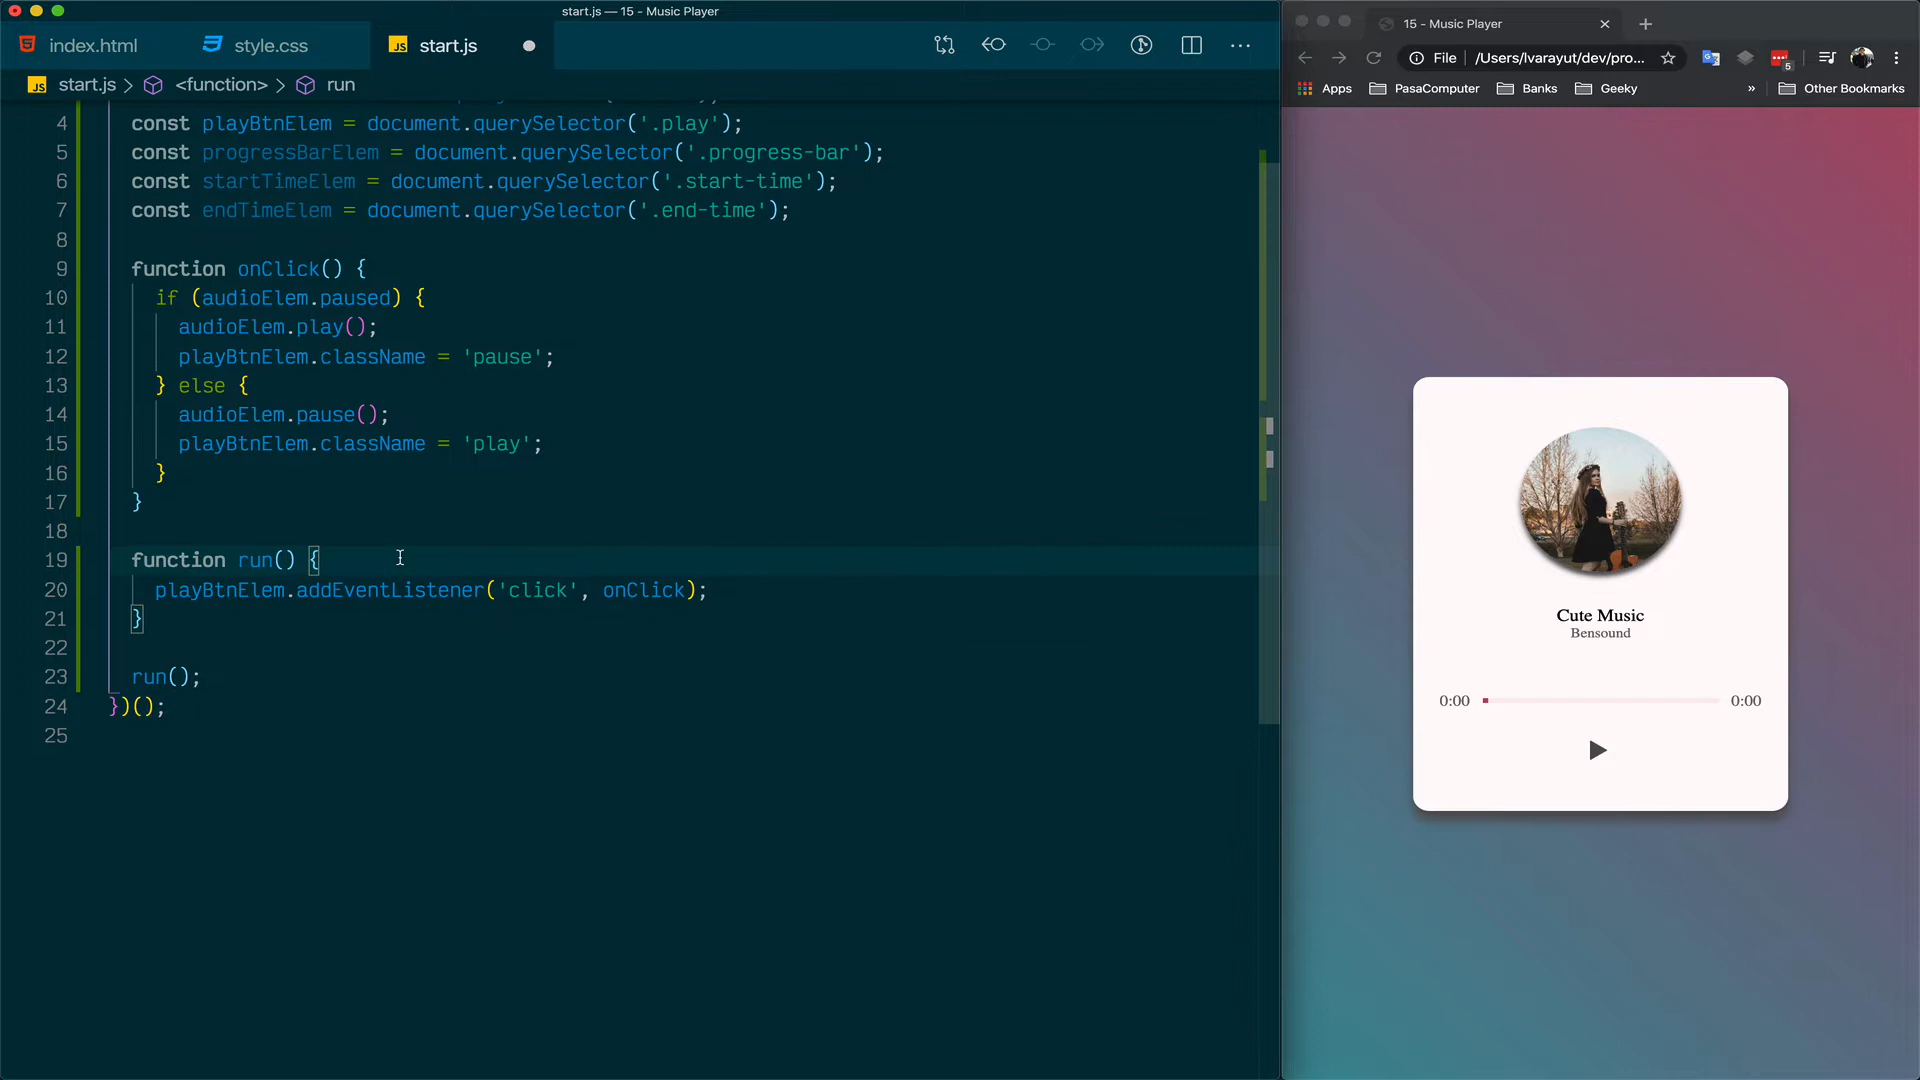 start.js — 15 - Music Player
index.html
style.css
JS start.js
JS start.js > <function> > run
4 const playBtnElem = document.querySelector('.play');
5 const progressBarElem = document.querySelector('.progress-bar');
6 const startTimeElem = document.querySelector('.start-time');
7 const endTimeElem = document.querySelector('.end-time');
8
9 function onClick() {
10 if (audioElem.paused) {
11 audioElem.play();
12 playBtnElem.className = 'pause';
13 } else {
14 audioElem.pause();
15 playBtnElem.className = 'play';
16 }
17 }
18
19 function run() {
20 playBtnElem.addEventListener('click', onClick);
21 }
22
23 run();
24 })();
25
15 - Music Player
File /Users/lvarayut/dev/pro...
5
Apps PasaComputer Banks Geeky » Other Bookmarks
Cute Music
Bensound
0:00 0:00